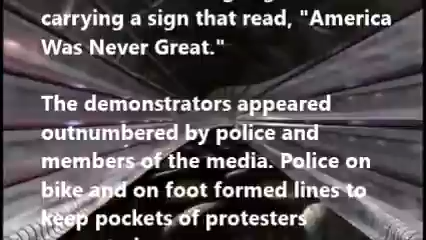 carrying a sign that read, "America
Was Never Great."
The demonstrators appeared
outnumbered by police and
members of the media. Police on
bike and on foot formed lines to
keep pockets of protesters